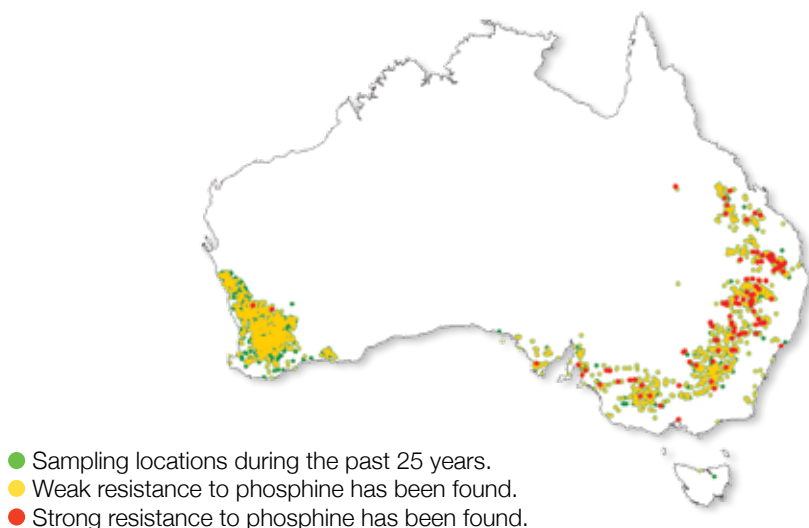 Sampling locations during the past 25 years.
Weak resistance to phosphine has been found.
Strong resistance to phosphine has been found.